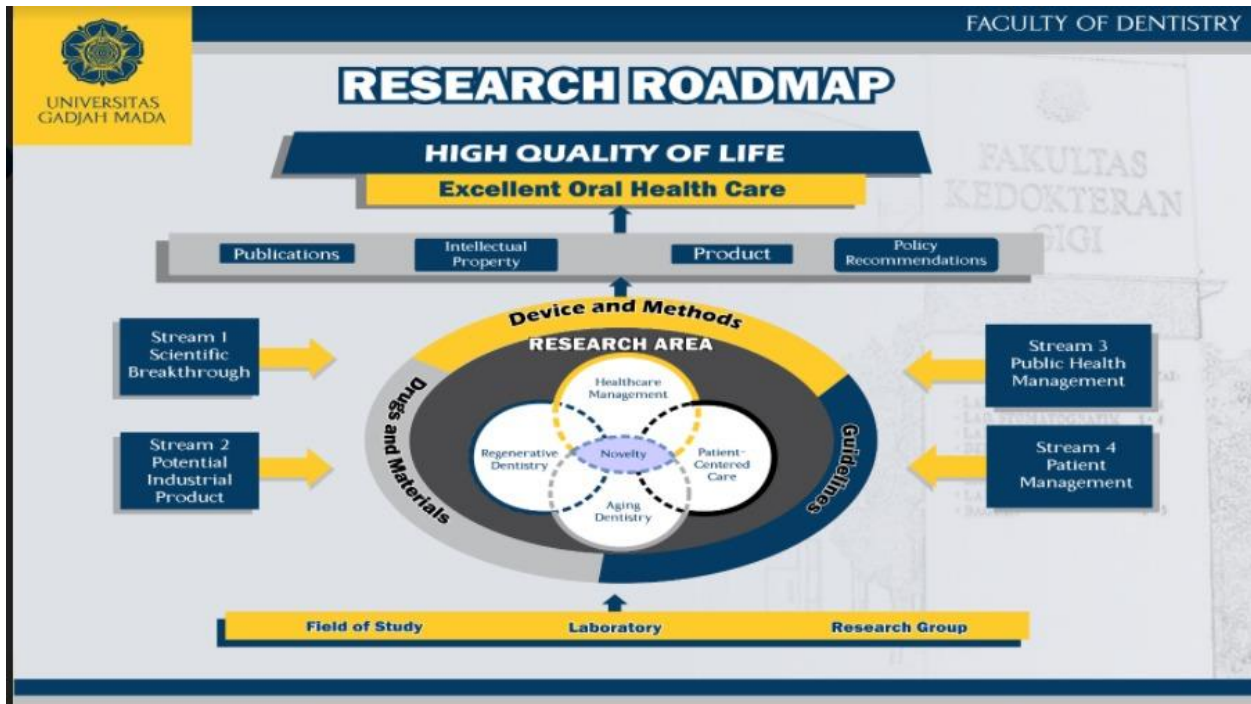 FACULTY OF DENTISTRY
UNIVERSITAS
GADJAH MADA
RESEARCH ROADMAP
HIGH QUALITY OF LIFE
Excellent Oral Health Care
Publications
Intellectual
Property
Product
Policy
Recommendations
FAKULTAS
KEDOKTERAN
GIGI
Stream 1
Scientific
Breakthrough
Stream 2
Potential
Industrial
Product
Device and Methods
Drugs and Materials
Guidelines
RESEARCH AREA
Healthcare
Management
Regenerative
Dentistry
Novelty
Patient-
Centered
Care
Aging
Dentistry
Stream 3
Public Health
Management
Stream 4
Patient
Management
Field of Study
Laboratory
Research Group